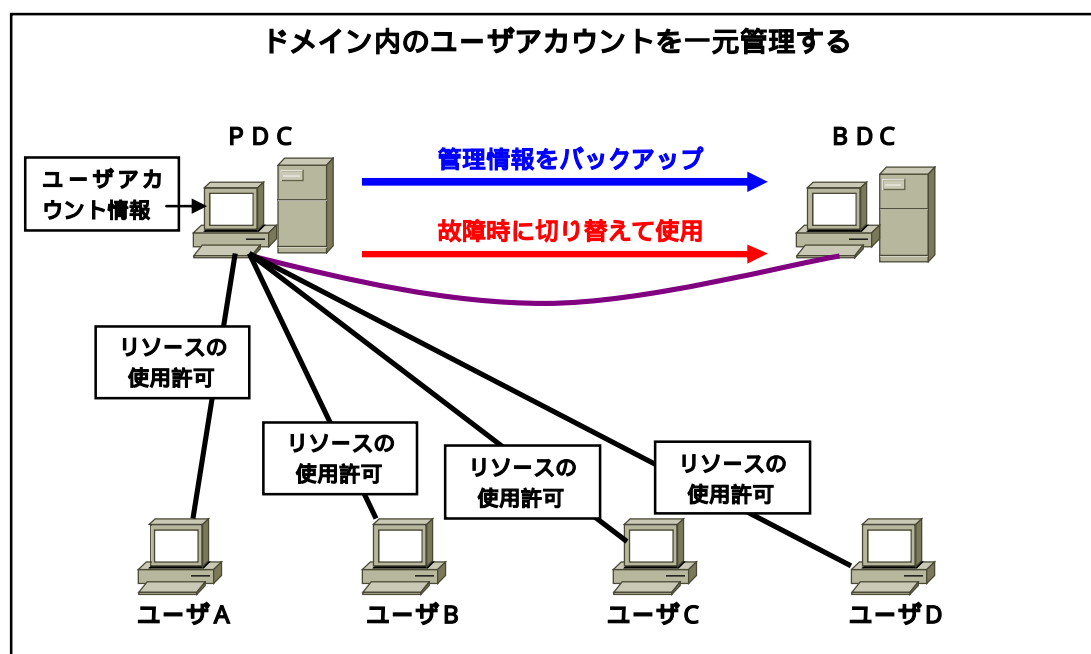 ドメイン内のユーザアカウントを一元管理する
ＰＤＣ
ＢＤＣ
管理情報をバックアップ
ユーザアカ
ウント情報
故障時に切り替えて使用
リソースの
使用許可
リソースの
使用許可
リソースの
使用許可
リソースの
使用許可
ユーザA
ユーザB
ユーザC
ユーザD